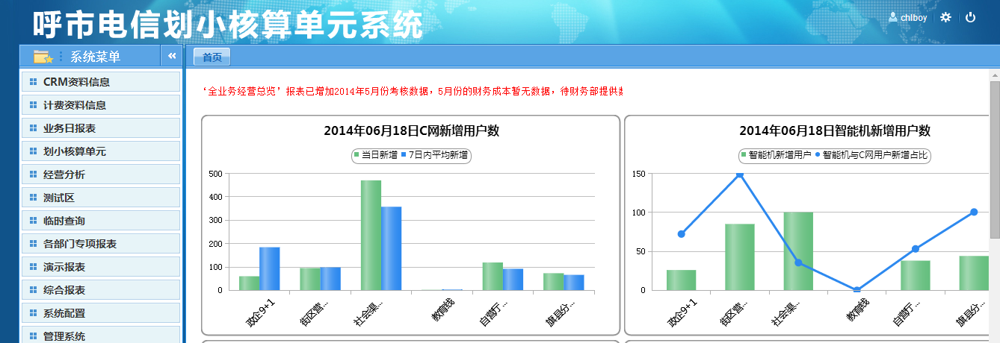 呼市电信划小核算单元系统
chlboy
系统菜单
«
首页
CRM资料信息
计费资料信息
业务日报表
划小核算单元
经营分析
测试区
临时查询
各部门专项报表
演示报表
综合报表
系统配置
管理系统
‘全业务经营总览’报表已增加2014年5月份考核数据，5月份的财务成本暂无数据，待财务部提供数
2014年06月18日C网新增用户数
当日新增 7日内平均新增
500
400
300
200
100
0
政企9+1
街区营...
社会渠...
教育线
自营厅...
旗县分...
2014年06月18日智能机新增用户数
智能机新增用户 智能机与C网用户新增占比
150
100
50
0
政企9+1
街区营...
社会渠...
教育线
自营厅...
旗县分...